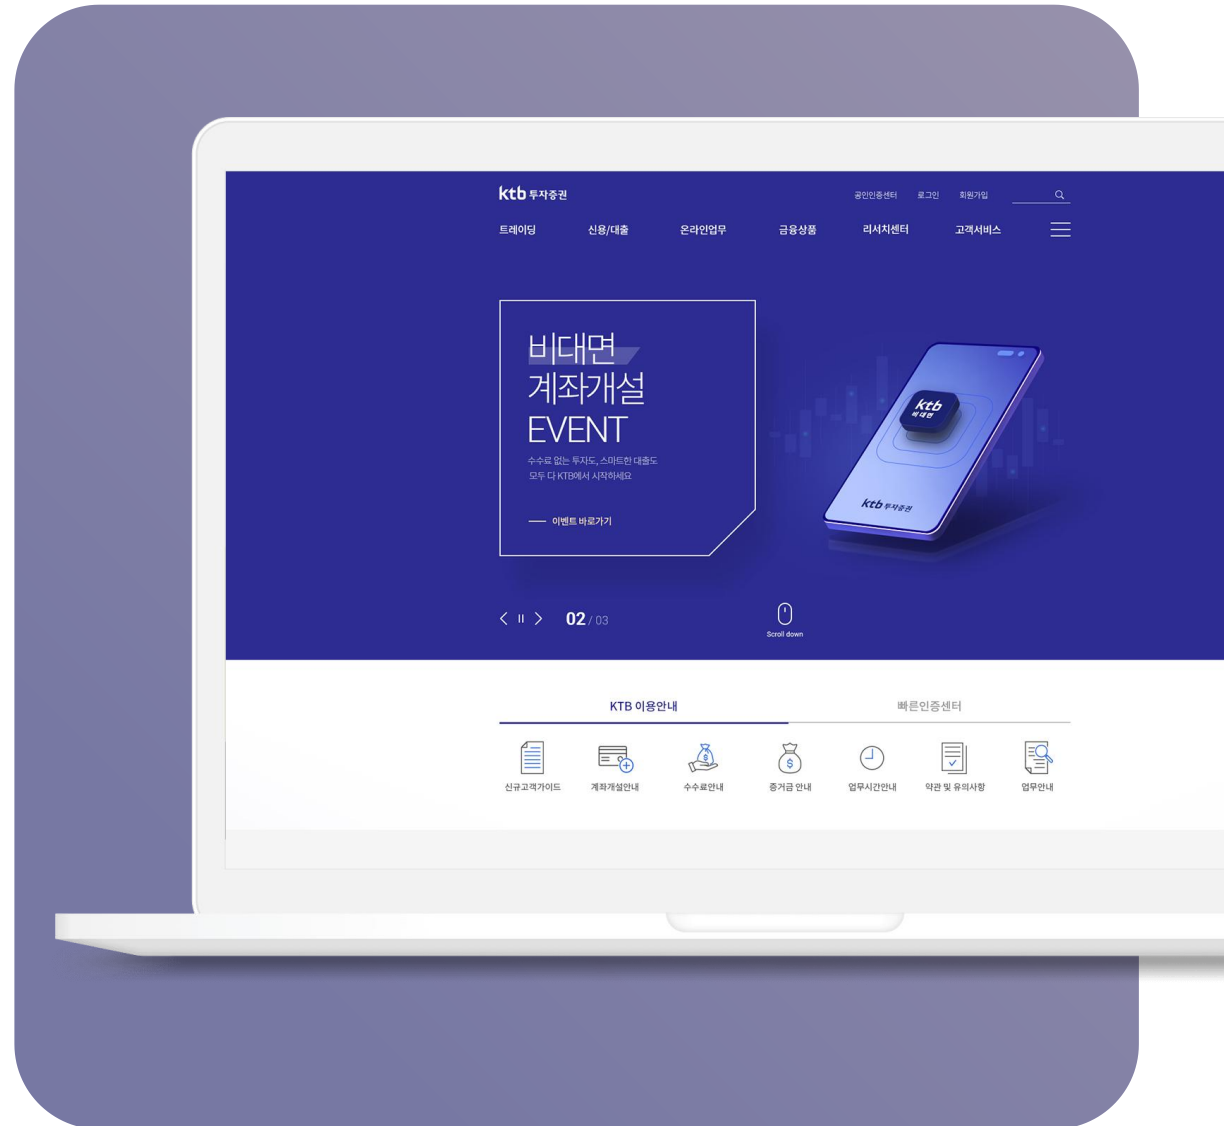 ktb 투자증권
공인인증센터 로그인 회원가입
트레이딩 신용/대출 온라인업무 금융상품 리서치센터 고객서비스
비대면
계좌개설
EVENT
수수료 없는 투자도, 스마트한 대출도
모두 다 KTB에서 시작하세요
이벤트 바로가기
ktb
비대면
ktb 투자증권
02 / 03
Scroll down
KTB 이용안내 빠른인증센터
신규고객가이드 계좌개설안내 수수료안내 증거금 안내 업무시간안내 약관 및 유의사항 업무안내